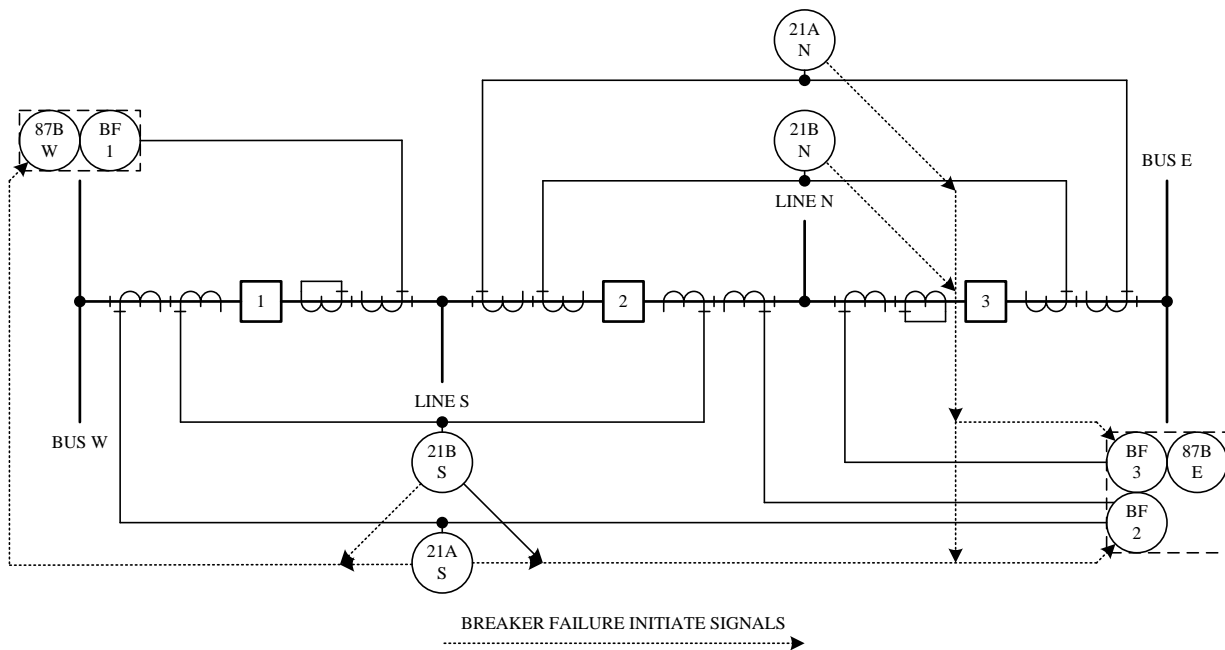 21A
N
87B
W
BF
1
21B
N
BUS E
LINE N
1
2
3
LINE S
BUS W
21B
S
BF
3
87B
E
BF
2
21A
S
BREAKER FAILURE INITIATE SIGNALS